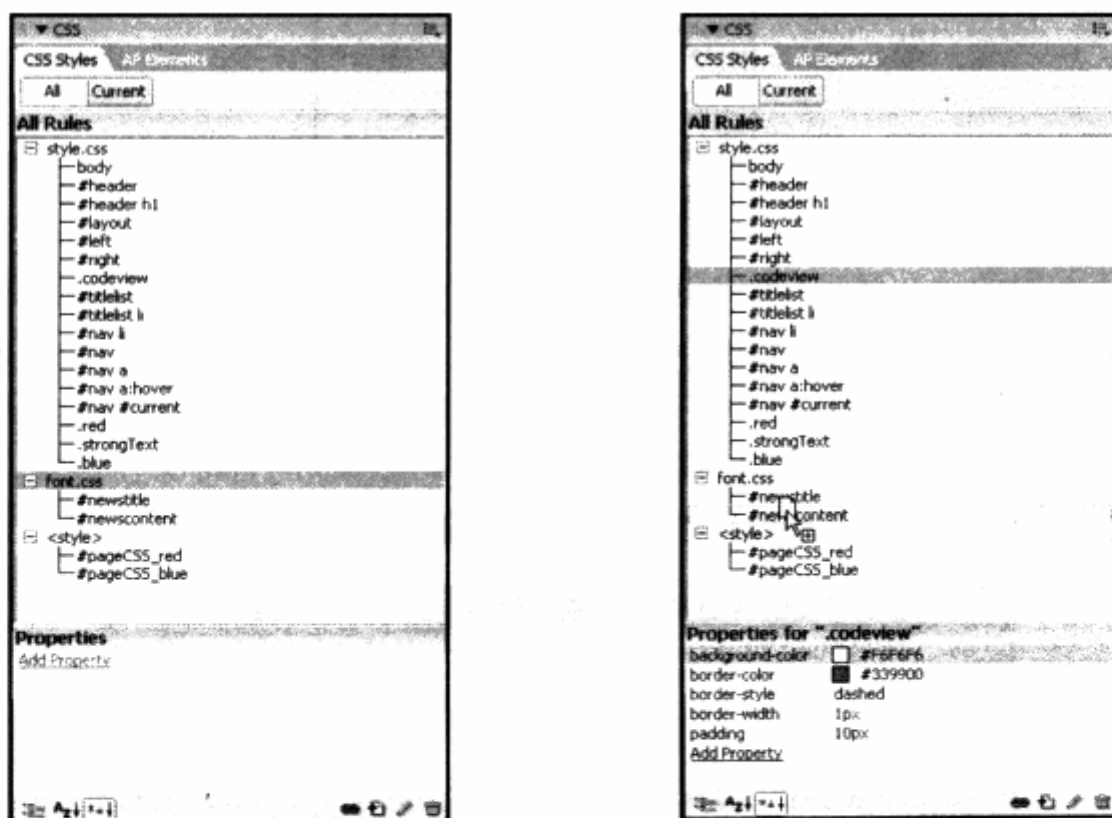 CSS
CSS Styles AP Elements
All Current
All Rules
style.css
body
#header
#header h1
#layout
#left
#right
.codeview
#titlelist
#titlelist li
#nav li
#nav
#nav a
#nav a:hover
#nav #current
.red
.strongText
.blue
font.css
#newstitle
#newscontent
<style>
#pageCSS_red
#pageCSS_blue
Properties
Add Property
CSS
CSS Styles AP Elements
All Current
All Rules
style.css
body
#header
#header h1
#layout
#left
#right
.codeview
#titlelist
#titlelist li
#nav li
#nav
#nav a
#nav a:hover
#nav #current
.red
.strongText
.blue
font.css
#newstitle
#newscontent
<style>
#pageCSS_red
#pageCSS_blue
Properties for ".codeview"
background-color #F6F6F6
border-color #339900
border-style dashed
border-width 1px
padding 10px
Add Property